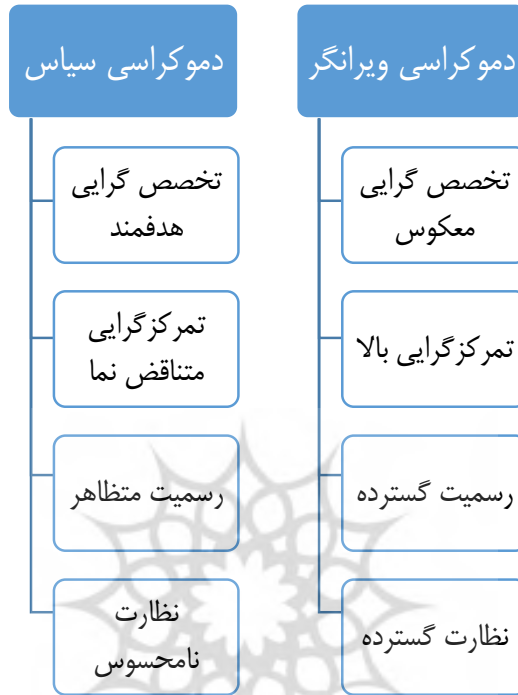 دموکراسی ویرانگر
تخصص گرایی
معکوس
تمرکزگرایی بالا
رسمیت گسترده
نظارت گسترده
دموکراسی سیاس
تخصص گرایی
هدفمند
تمرکزگرایی
متناقض نما
رسمیت متظاهر
نظارت
نامحسوس